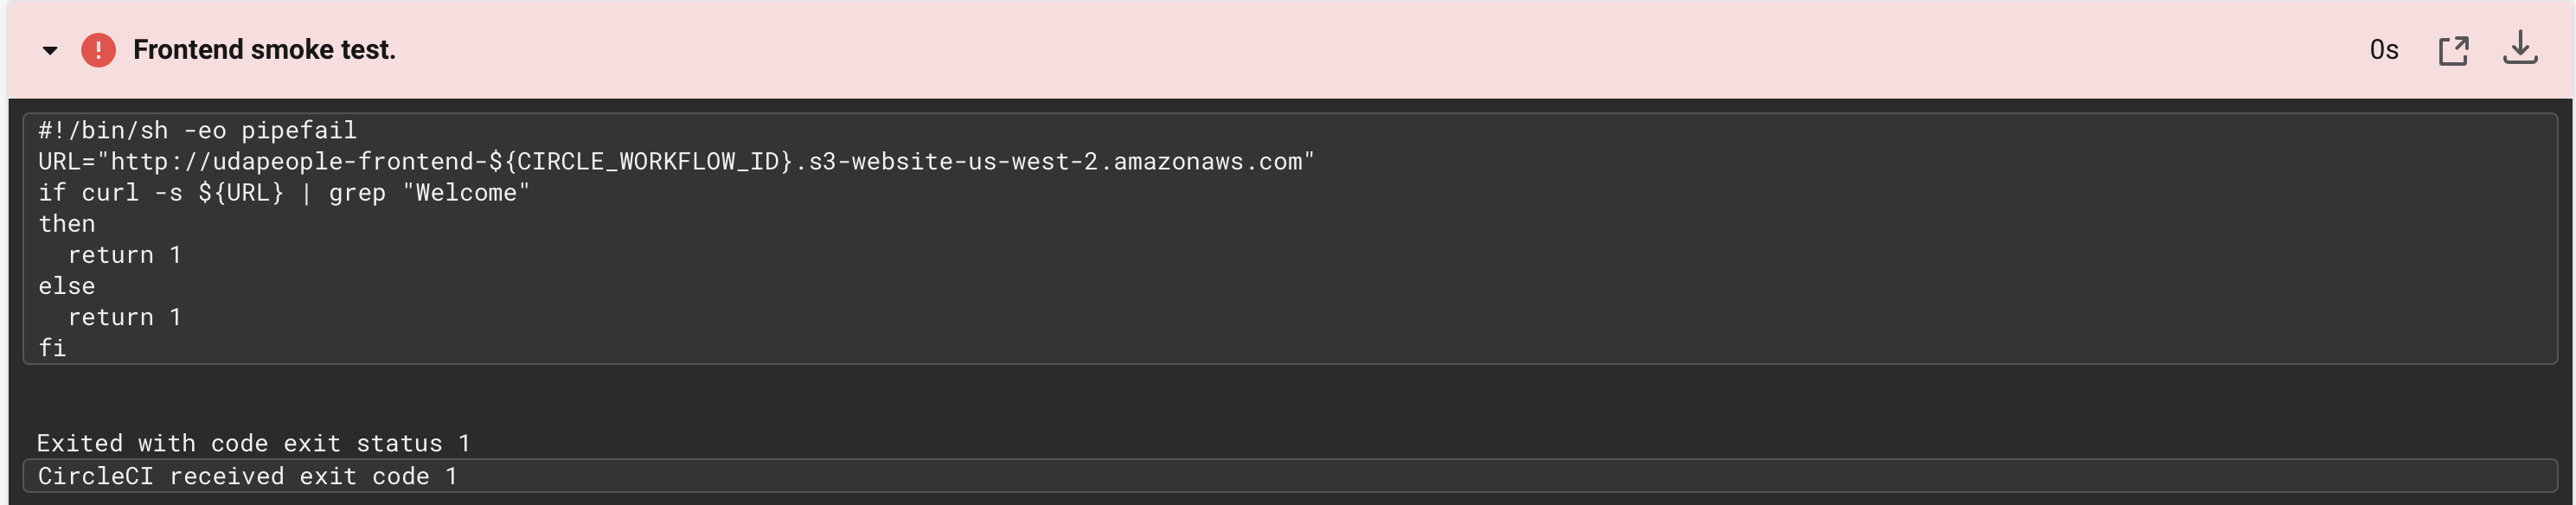 Frontend smoke test.
0s
#!/bin/sh -eo pipefail
URL="http://udapeople-frontend-${CIRCLE_WORKFLOW_ID}.s3-website-us-west-2.amazonaws.com"
if curl -s ${URL} | grep "Welcome"
then
  return 1
else
  return 1
fi
Exited with code exit status 1
CircleCI received exit code 1